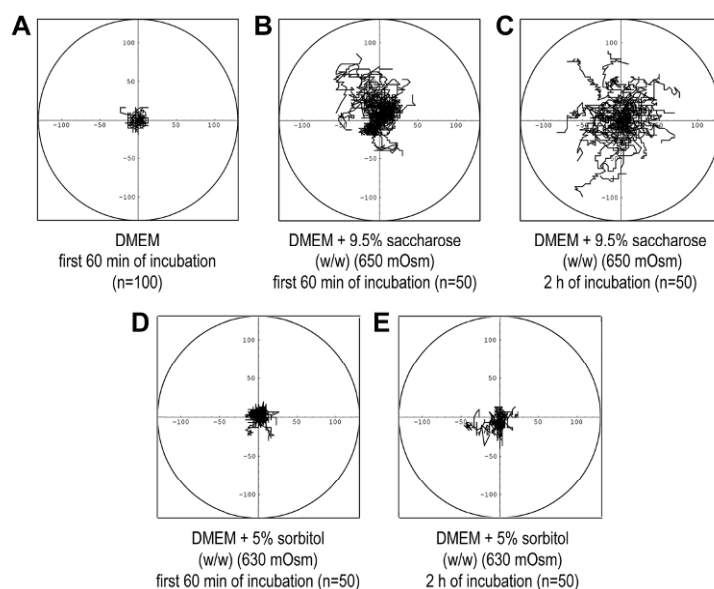 A
100
50
-100
-50
50
100
-50
-100
DMEM
first 60 min of incubation
(n=100)
B
100
50
-100
-50
50
100
-50
-100
DMEM + 9.5% saccharose
(w/w) (650 mOsm)
first 60 min of incubation (n=50)
C
100
50
-100
-50
50
100
-50
-100
DMEM + 9.5% saccharose
(w/w) (650 mOsm)
2 h of incubation (n=50)
D
100
50
-100
-50
50
100
-50
-100
DMEM + 5% sorbitol
(w/w) (630 mOsm)
first 60 min of incubation (n=50)
E
100
50
-100
-50
50
100
-50
-100
DMEM + 5% sorbitol
(w/w) (630 mOsm)
2 h of incubation (n=50)